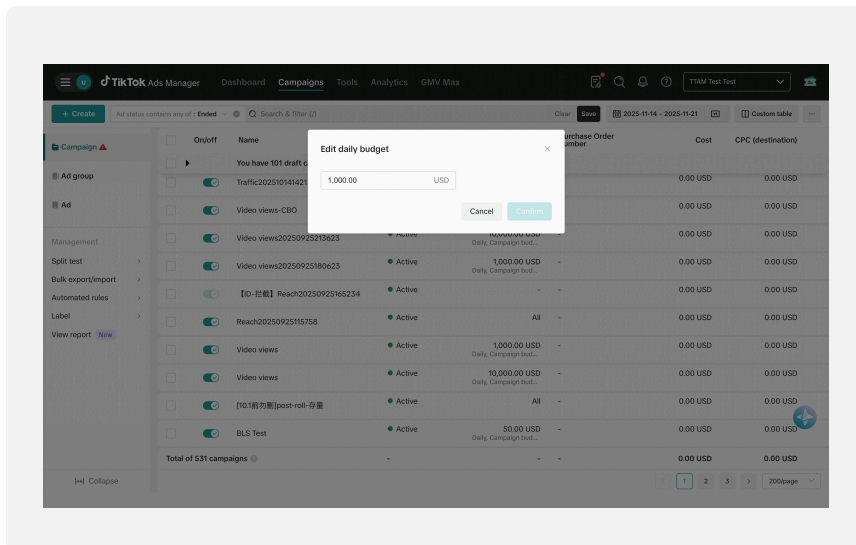 TikTok Ads Manager Dashboard Campaigns Tools Analytics GMV Max TTAM Test Test
+ Create Ad status contains any of : Ended Search & filter (/) Clear Save 2025-11-14 - 2025-11-21 Custom table
Campaign
Ad group
Ad
Management
Split test
Bulk export/import
Automated rules
Label
View report New
Collapse
On/off Name Purchase Order Number Cost CPC (destination)
You have 101 draft c
Traffic202510141421 0.00 USD 0.00 USD
Video views-CBO 0.00 USD 0.00 USD
Video views20250925213623 Active 10,000.00 USD - 0.00 USD 0.00 USD
Daily, Campaign bud...
Video views20250925180623 Active 1,000.00 USD - 0.00 USD 0.00 USD
Daily, Campaign bud...
【ID-拦截】Reach20250925165234 Active - - 0.00 USD 0.00 USD
Reach20250925115758 Active All - 0.00 USD 0.00 USD
Video views Active 1,000.00 USD - 0.00 USD 0.00 USD
Daily, Campaign bud...
Video views Active 10,000.00 USD - 0.00 USD 0.00 USD
Daily, Campaign bud...
[10.1前勿删]post-roll-存量 Active All - 0.00 USD 0.00 USD
BLS Test Active 50.00 USD - 0.00 USD 0.00 USD
Daily, Campaign bud...
Total of 531 campaigns - - - 0.00 USD 0.00 USD
1 2 3 200/page
Edit daily budget
1,000.00 USD
Cancel Confirm